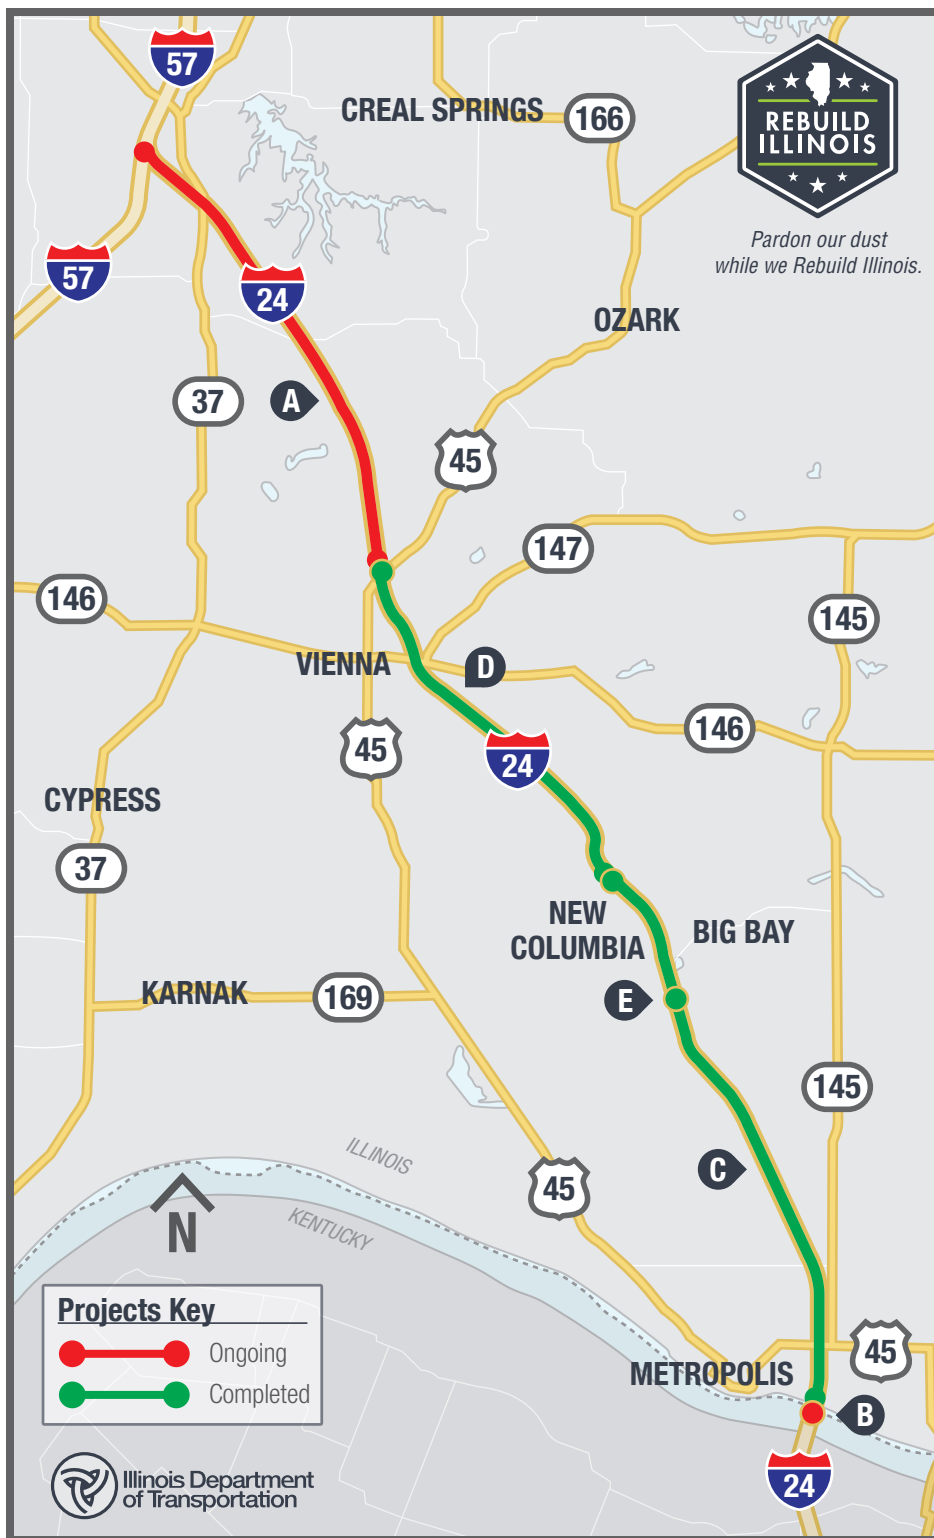 57
CREAL SPRINGS
166
REBUILD
ILLINOIS
Pardon our dust
while we Rebuild Illinois.
57
24
OZARK
37
A
45
147
146
145
VIENNA
D
45
146
24
CYPRESS
37
NEW
COLUMBIA
BIG BAY
KARNAK
169
E
145
ILLINOIS
C
45
KENTUCKY
N
Projects Key
Ongoing
Completed
45
METROPOLIS
B
24
Illinois Department
of Transportation